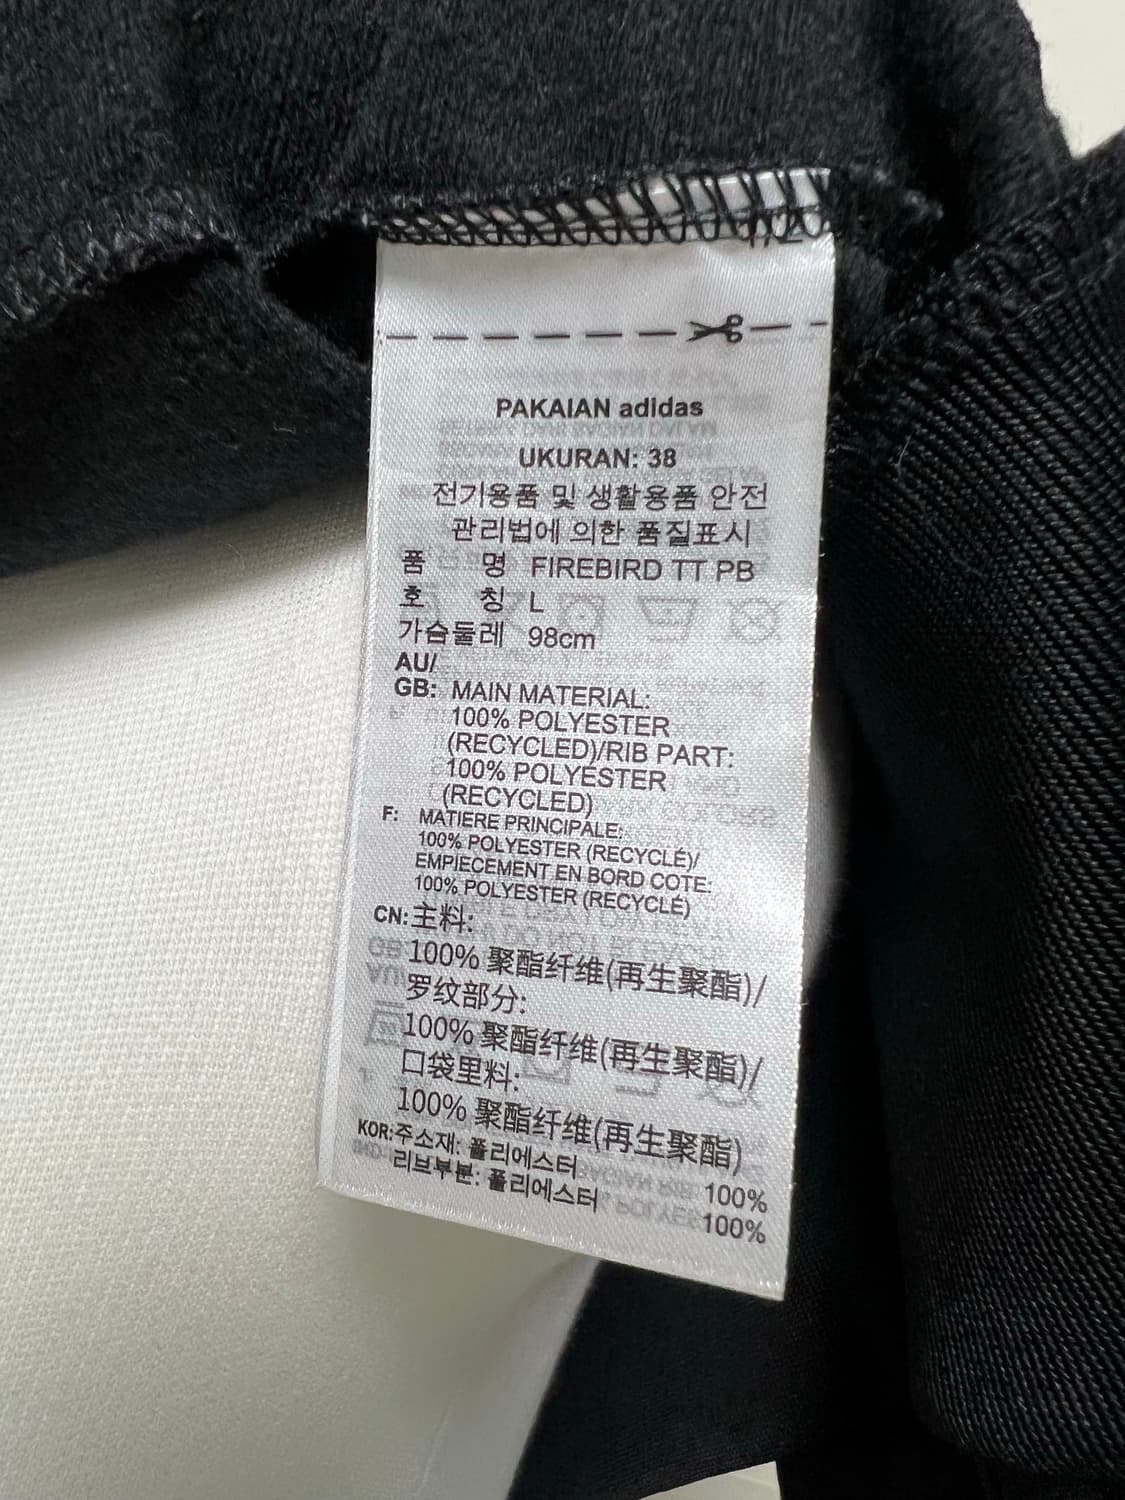 1/2
PAKAIAN adidas
UKURAN: 38
전기용품 및 생활용품 안전
관리법에 의한 품질표시
품 명 FIREBIRD TT PB
호 칭 L
가슴둘레 98cm
AU/
GB: MAIN MATERIAL:
100% POLYESTER
(RECYCLED)/RIB PART:
100% POLYESTER
(RECYCLED)
F: MATIERE PRINCIPALE:
100% POLYESTER (RECYCLÉ)/
EMPIECEMENT EN BORD COTE:
100% POLYESTER (RECYCLÉ)
CN: 主料:
100% 聚酯纤维(再生聚酯)/
罗纹部分:
100% 聚酯纤维(再生聚酯)/
口袋里料:
100% 聚酯纤维(再生聚酯)
KOR: 주소재: 폴리에스터 100%
리브부분: 폴리에스터 100%